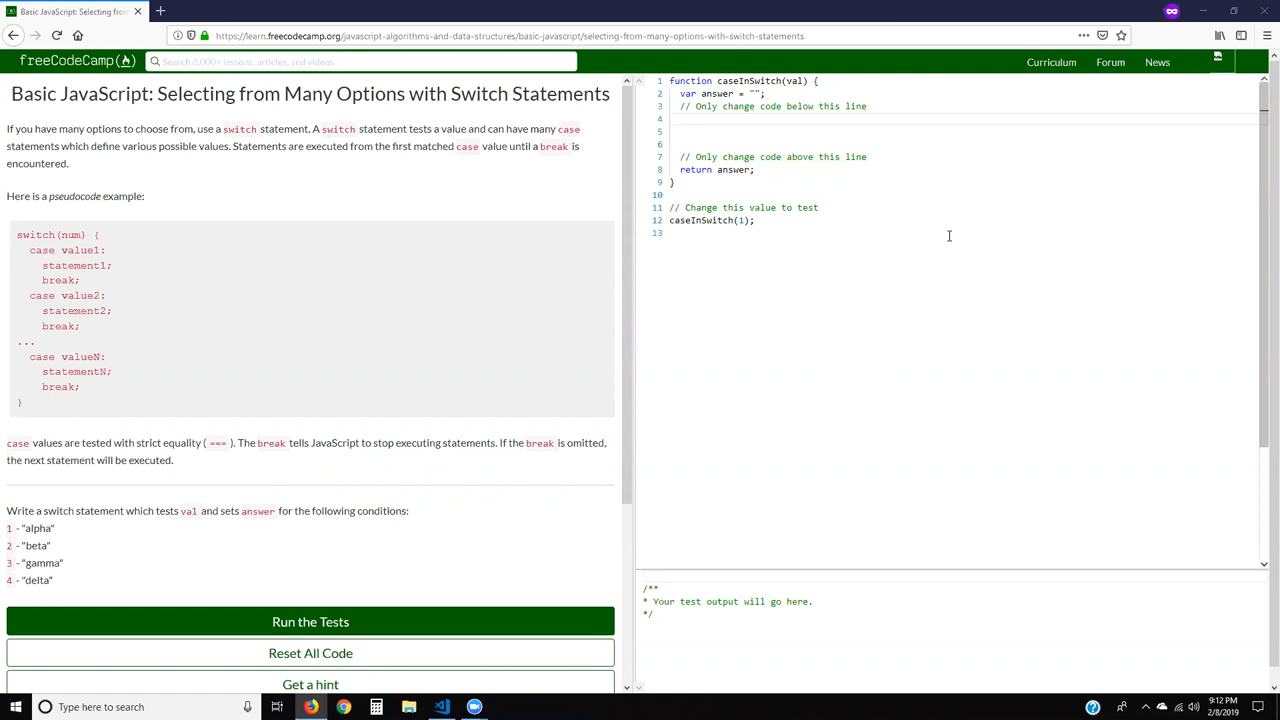 Basic JavaScript: Selecting from
https://learn.freecodecamp.org/javascript-algorithms-and-data-structures/basic-javascript/selecting-from-many-options-with-switch-statements
freeCodeCamp
Search 8,000+ lessons, articles, and videos
Curriculum
Forum
News
Basic JavaScript: Selecting from Many Options with Switch Statements
If you have many options to choose from, use a switch statement. A switch statement tests a value and can have many case
statements which define various possible values. Statements are executed from the first matched case value until a break is
encountered.
Here is a pseudocode example:
switch(num) {
case value1:
statement1;
break;
case value2:
statement2;
break;
...
case valueN:
statementN;
break;
}
case values are tested with strict equality ( === ). The break tells JavaScript to stop executing statements. If the break is omitted,
the next statement will be executed.
Write a switch statement which tests val and sets answer for the following conditions:
1 - "alpha"
2 - "beta"
3 - "gamma"
4 - "delta"
Run the Tests
Reset All Code
Get a hint
1 function caseInSwitch(val) {
2 var answer = "";
3 // Only change code below this line
4
5
6
7 // Only change code above this line
8 return answer;
9 }
10
11 // Change this value to test
12 caseInSwitch(1);
13
/**
* Your test output will go here.
*/
Type here to search
9:12 PM
2/8/2019